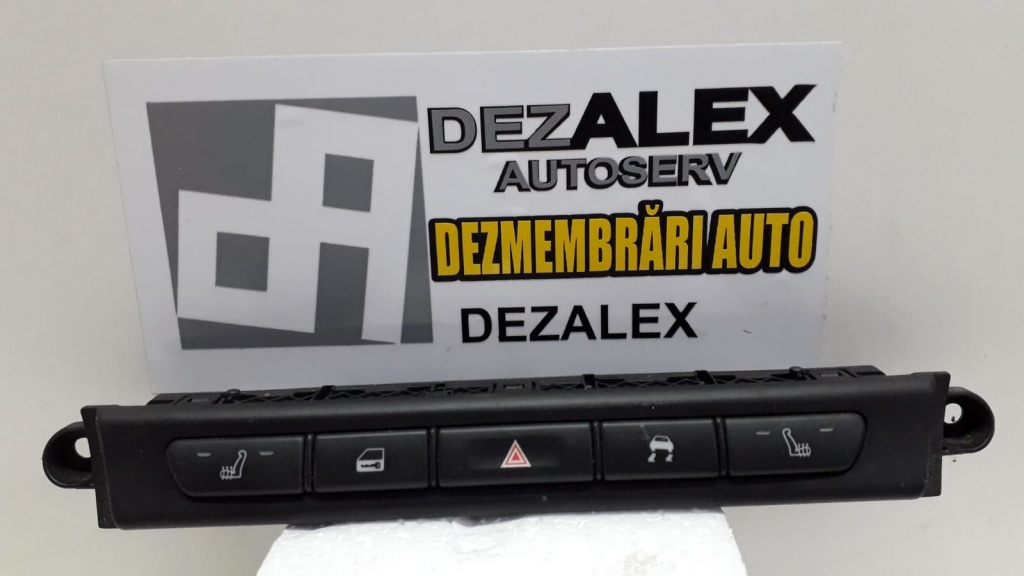 DEZALEX
AUTOSERV
DEZMEMBRĂRI AUTO
DEZALEX